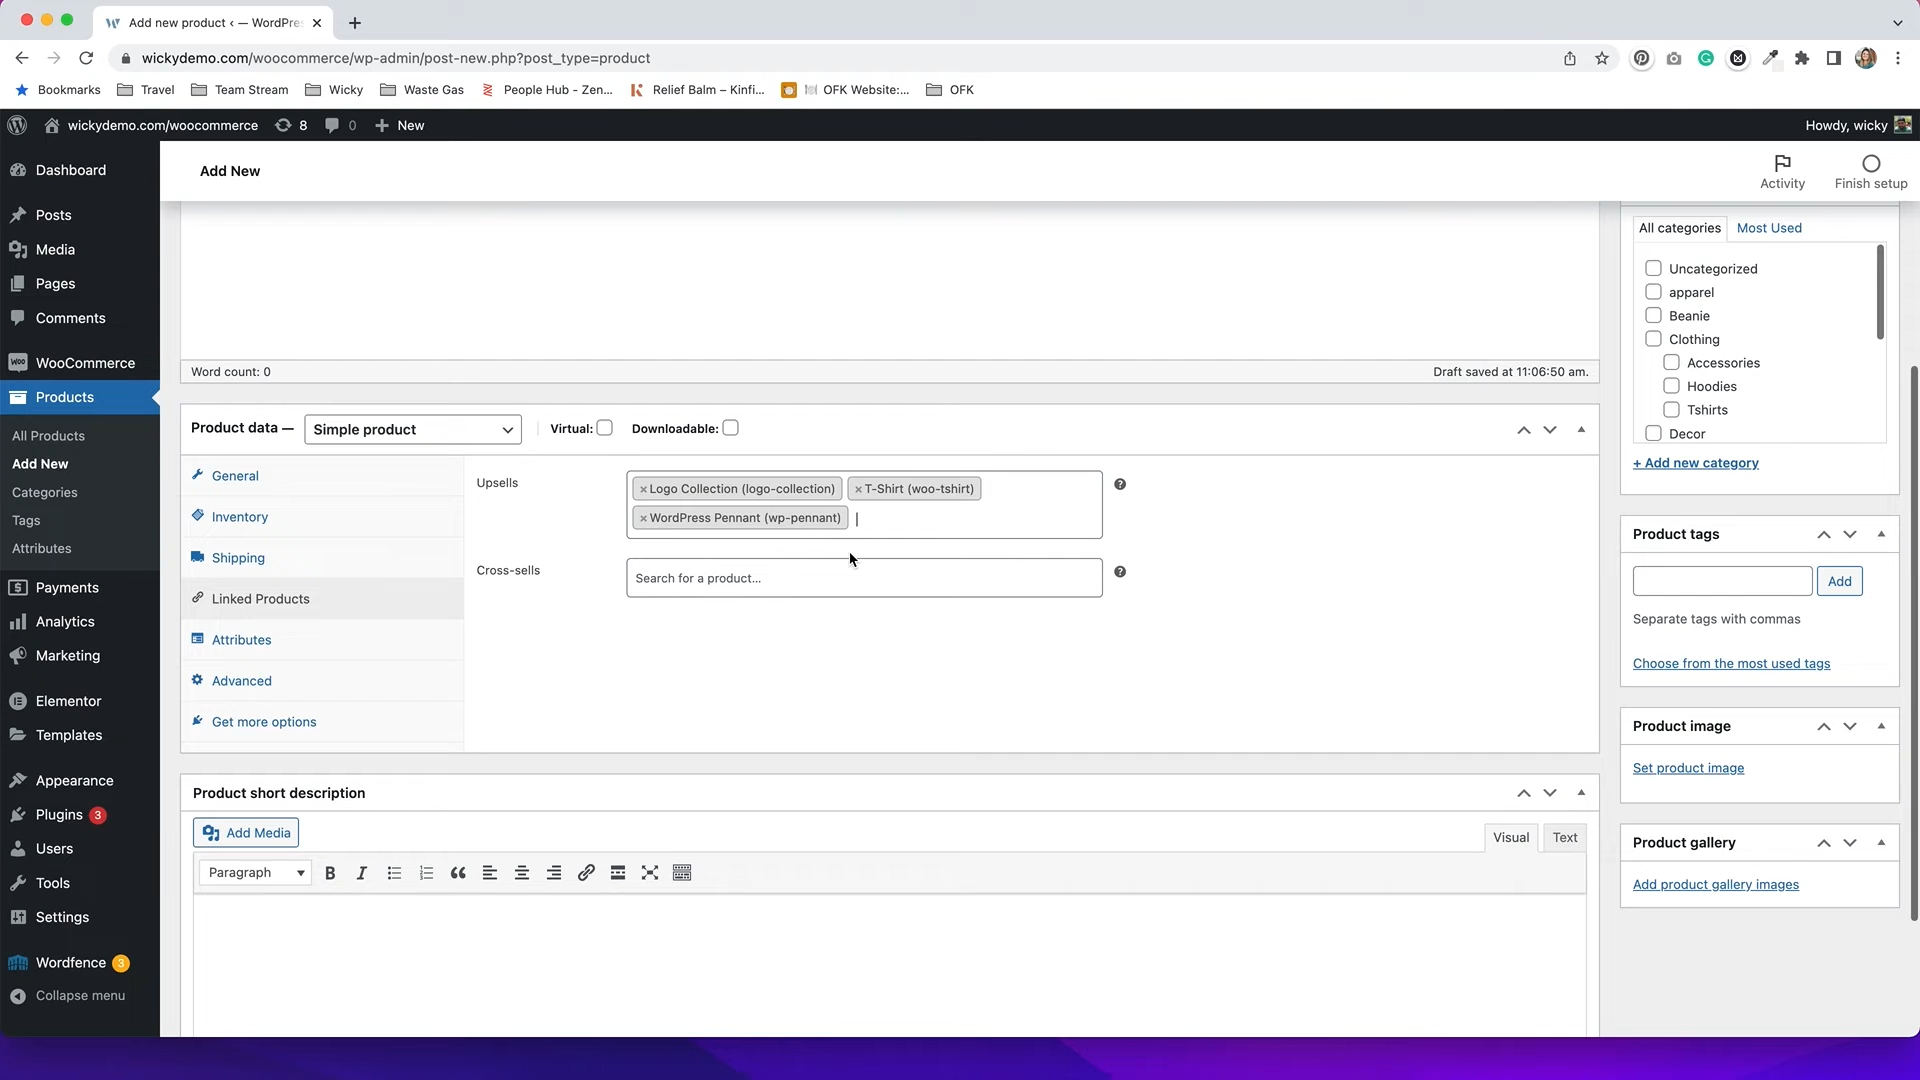 Add new product ‹ — WordPre
wickydemo.com/woocommerce/wp-admin/post-new.php?post_type=product
Bookmarks Travel Team Stream Wicky Waste Gas People Hub - Zen... Relief Balm – Kinfi... OFK Website:... OFK
wickydemo.com/woocommerce 8 0 New Howdy, wicky
Add New
Activity
Finish setup
Dashboard
Posts
Media
Pages
Comments
WooCommerce
Products
All Products
Add New
Categories
Tags
Attributes
Payments
Analytics
Marketing
Elementor
Templates
Appearance
Plugins 3
Users
Tools
Settings
Wordfence 3
Collapse menu
Word count: 0 Draft saved at 11:06:50 am.
Product data — Simple product Virtual: Downloadable:
General
Inventory
Shipping
Linked Products
Attributes
Advanced
Get more options
Upsells ×Logo Collection (logo-collection) ×T-Shirt (woo-tshirt)
×WordPress Pennant (wp-pennant)
Cross-sells Search for a product...
Product short description
Add Media
Visual Text
Paragraph
All categories Most Used
Uncategorized
apparel
Beanie
Clothing
Accessories
Hoodies
Tshirts
Decor
+ Add new category
Product tags
Add
Separate tags with commas
Choose from the most used tags
Product image
Set product image
Product gallery
Add product gallery images